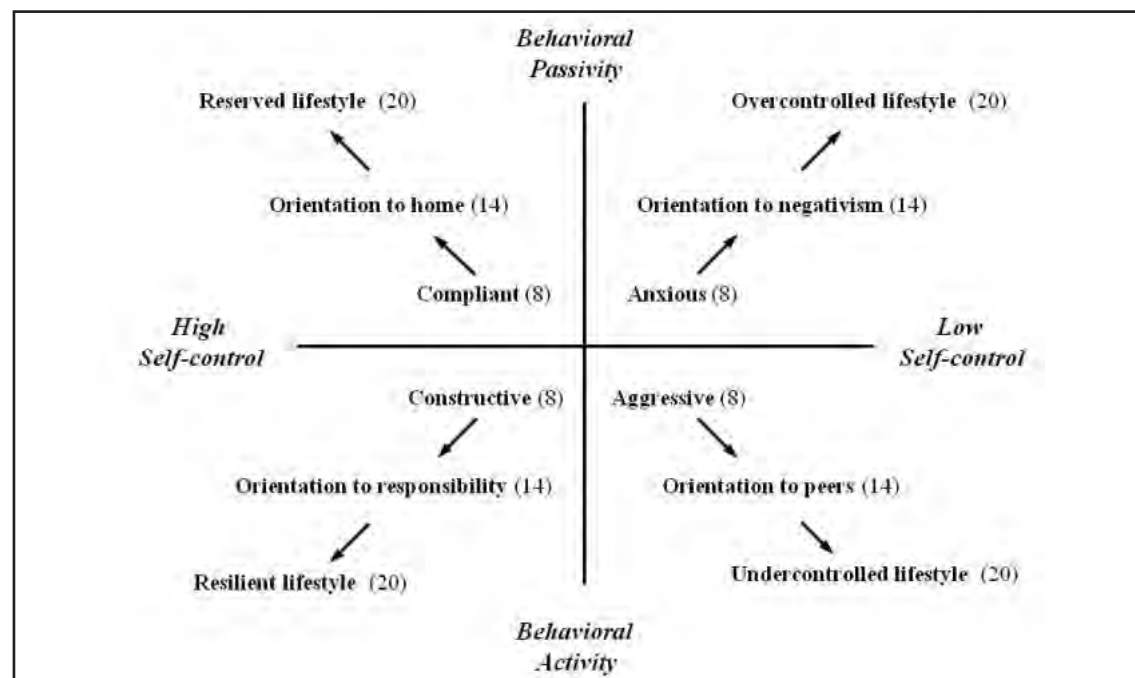 Behavioral
Passivity
Reserved lifestyle (20)
Overcontrolled lifestyle (20)
Orientation to home (14)
Orientation to negativism (14)
Compliant (8)
Anxious (8)
High
Self-control
Low
Self-control
Constructive (8)
Aggressive (8)
Orientation to responsibility (14)
Orientation to peers (14)
Resilient lifestyle (20)
Undercontrolled lifestyle (20)
Behavioral
Activity